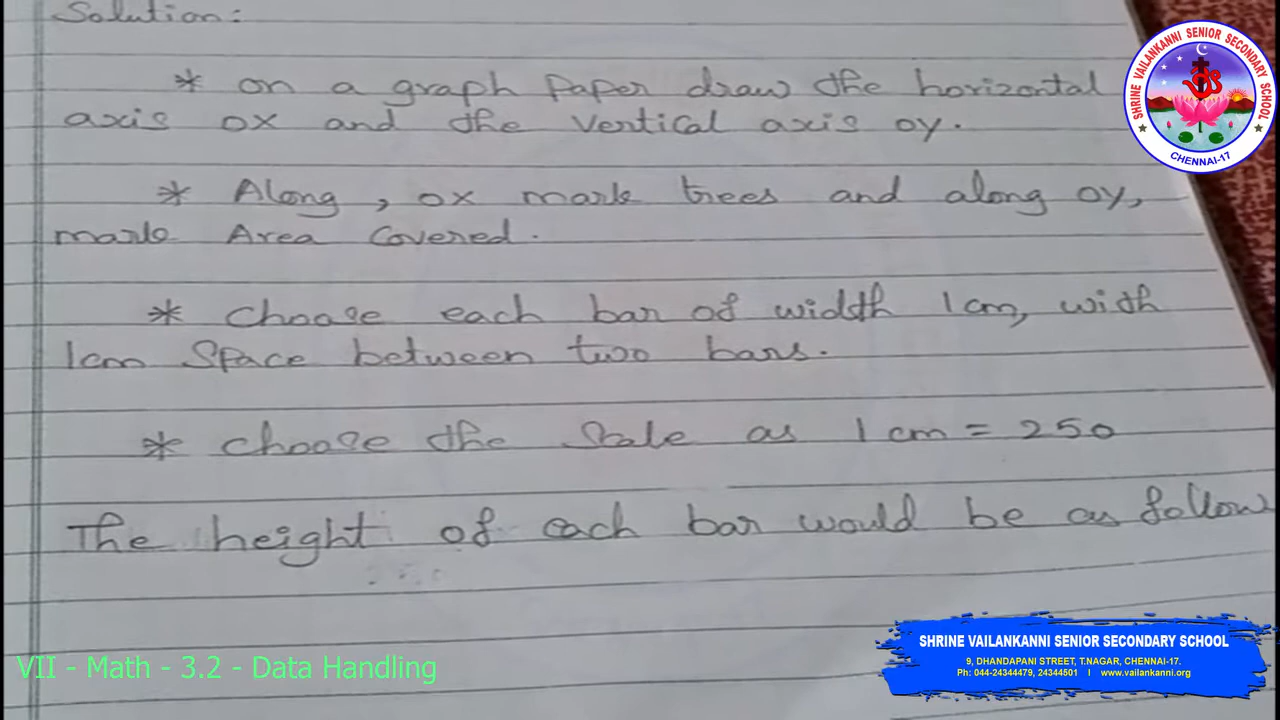 Solution:
* on a graph paper draw the horizontal
axis ox and the vertical axis oy.
* Along, ox mark trees and along oy,
mark Area Covered.
* choose each bar of width 1cm, with
1cm space between two bars.
* choose the Scale as 1 cm = 250
The height of each bar would be as follow
SHRINE VAILANKANNI SENIOR SECONDARY SCHOOL
CHENNAI-17
VII - Math - 3.2 - Data Handling
SHRINE VAILANKANNI SENIOR SECONDARY SCHOOL
9, DHANDAPANI STREET, T.NAGAR, CHENNAI-17.
Ph: 044-24344479, 24344501 I www.vailankanni.org